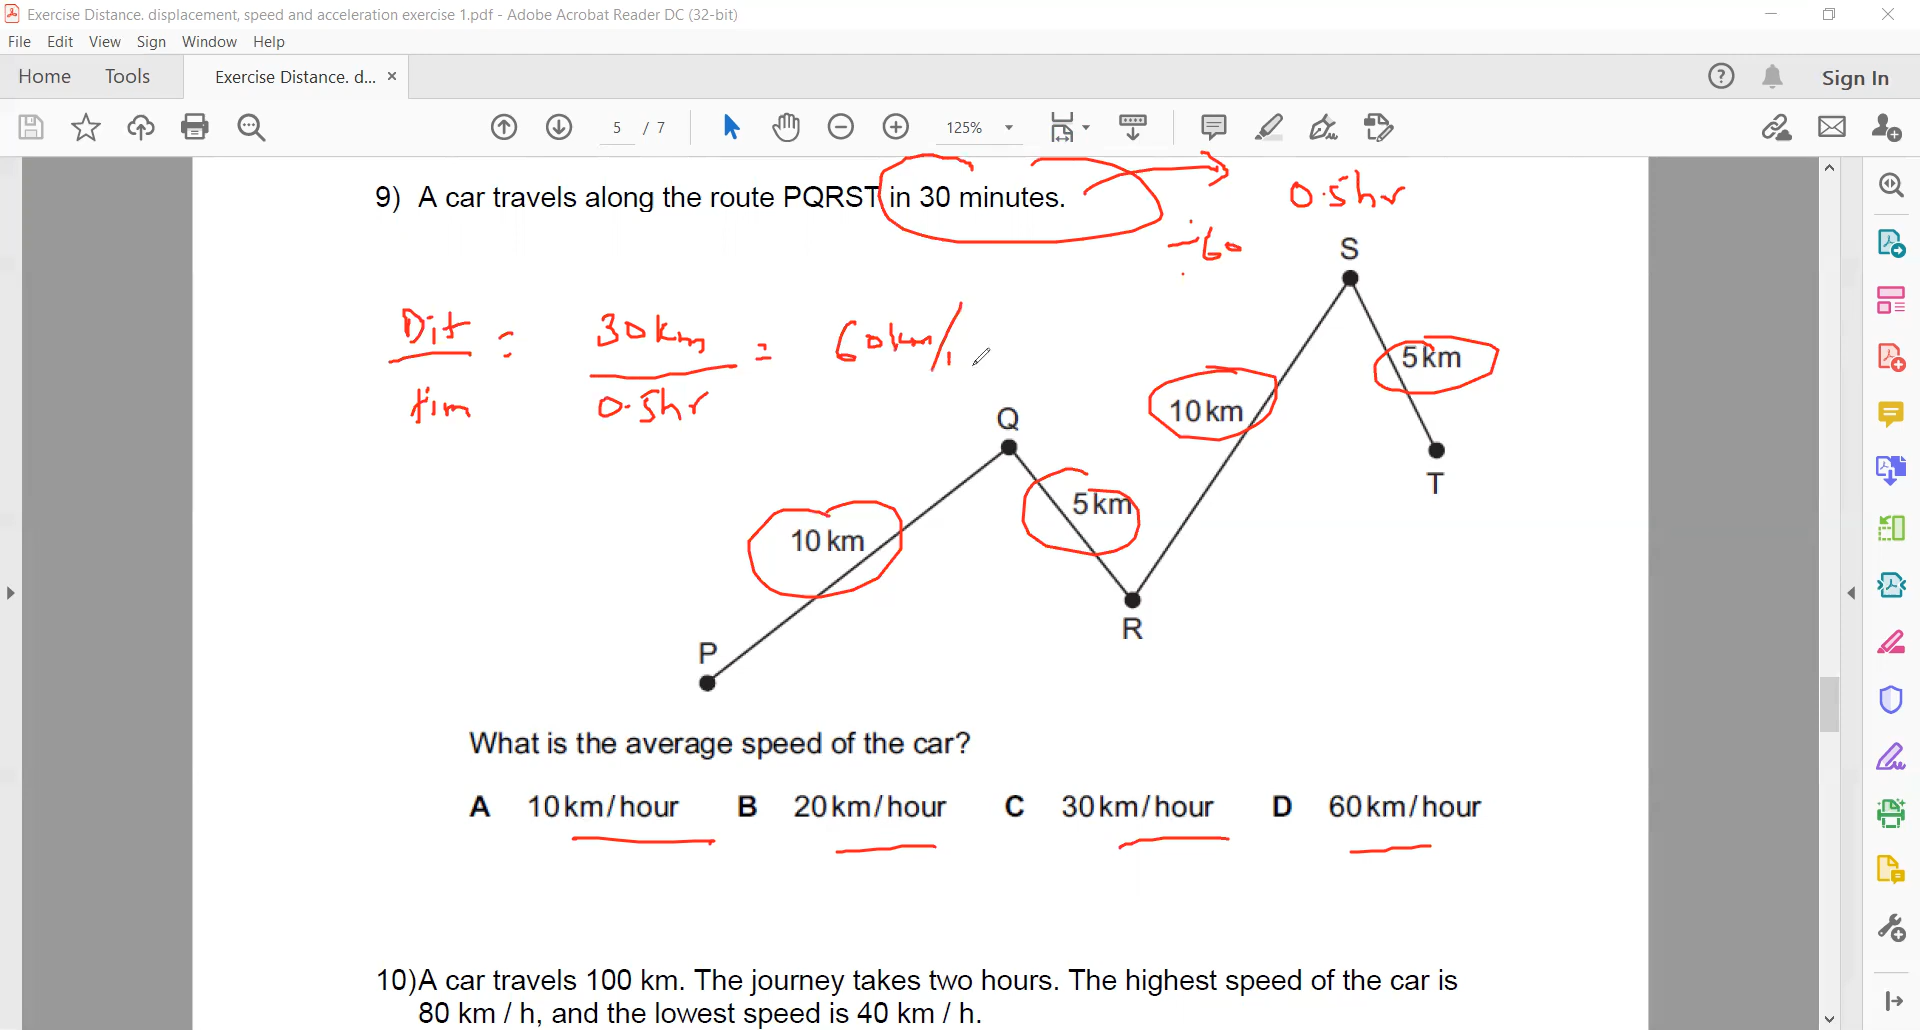 Exercise Distance. displacement, speed and acceleration exercise 1.pdf - Adobe Acrobat Reader DC (32-bit)
File Edit View Sign Window Help
Home Tools Exercise Distance. d... × Sign In
5 / 7 125%
9) A car travels along the route PQRST in 30 minutes.
0.5hr
÷60
S
Dit = 30km = 60km/
tim 0.5hr
5 km
10 km
Q
T
5 km
10 km
R
P
What is the average speed of the car?
A 10 km/hour B 20 km/hour C 30 km/hour D 60 km/hour
10) A car travels 100 km. The journey takes two hours. The highest speed of the car is
80 km / h, and the lowest speed is 40 km / h.